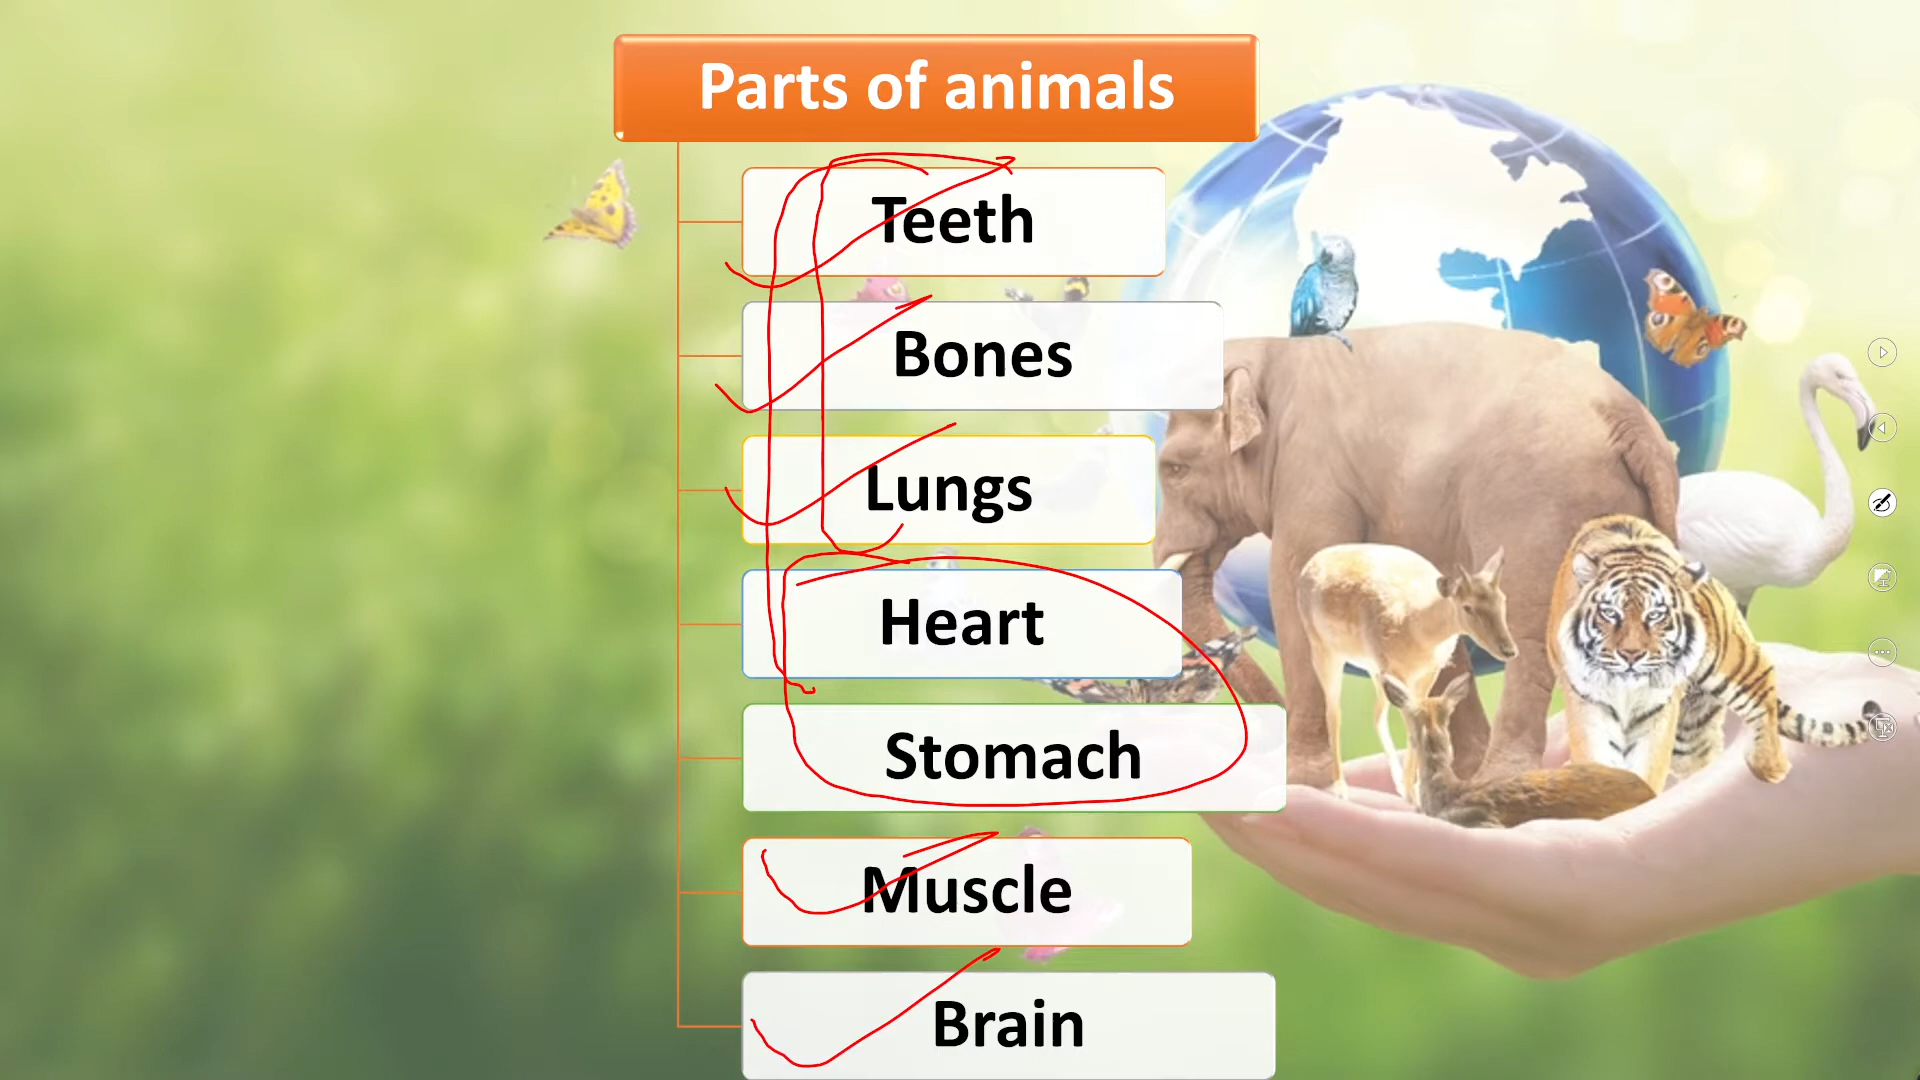 Parts of animals
Teeth
Bones
Lungs
Heart
Stomach
Muscle
Brain